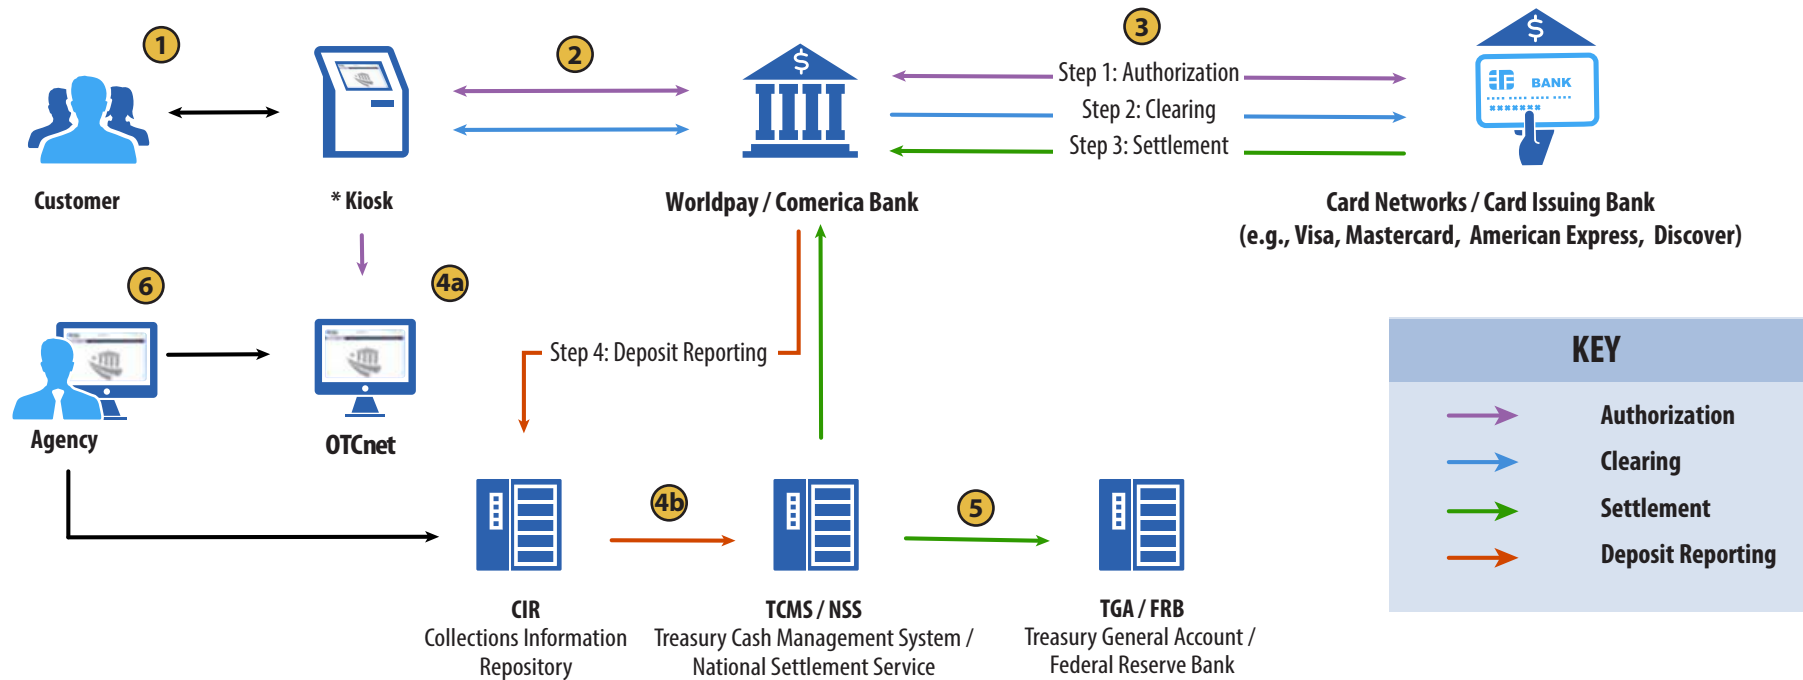 1
2
3
$
$
Step 1: Authorization
BANK
Step 2: Clearing
Step 3: Settlement
Customer
* Kiosk
Worldpay / Comerica Bank
Card Networks / Card Issuing Bank
(e.g., Visa, Mastercard, American Express, Discover)
6
4a
Step 4: Deposit Reporting
Agency
OTCnet
KEY
Authorization
Clearing
Settlement
Deposit Reporting
4b
5
CIR
Collections Information
Repository
TCMS / NSS
Treasury Cash Management System /
National Settlement Service
TGA / FRB
Treasury General Account /
Federal Reserve Bank